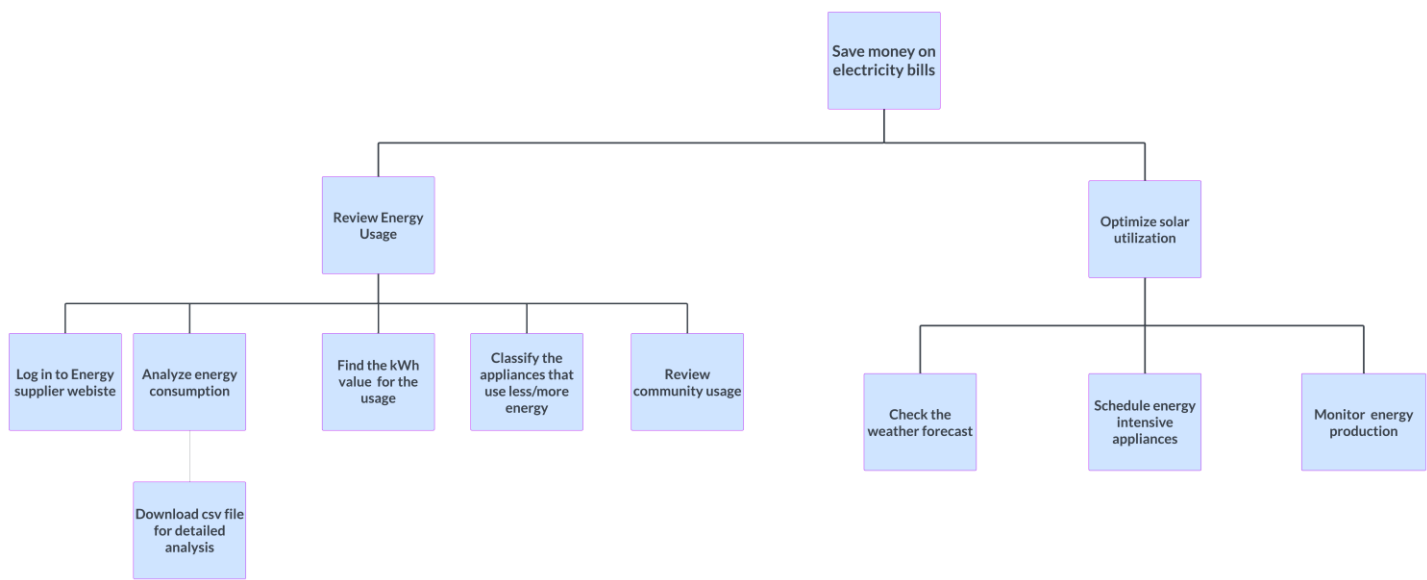 Save money on
electricity bills
Review Energy
Usage
Optimize solar
utilization
Log in to Energy
supplier webiste
Analyze energy
consumption
Find the kWh
value for the
usage
Classify the
appliances that
use less/more
energy
Review
community usage
Check the
weather forecast
Schedule energy
intensive
appliances
Monitor energy
production
Download csv file
for detailed
analysis